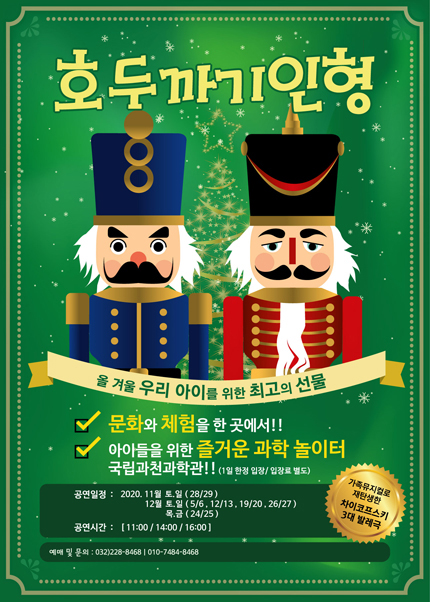 호두까기인형
올 겨울 우리 아이를 위한 최고의 선물
문화와 체험을 한 곳에서!!
아이들을 위한 즐거운 과학 놀이터
국립과천과학관!! (1일 한정 입장/ 입장료 별도)
가족뮤지컬로
재탄생한
차이코프스키
3대 발레극
공연일정 : 2020. 11월 토.일 (28/29)
12월 토.일 (5/6 , 12/13 , 19/20 , 26/27)
목.금 (24/25)
공연시간 : [11:00 / 14:00 / 16:00]
예매 및 문의 : 032)228-8468 | 010-7484-8468